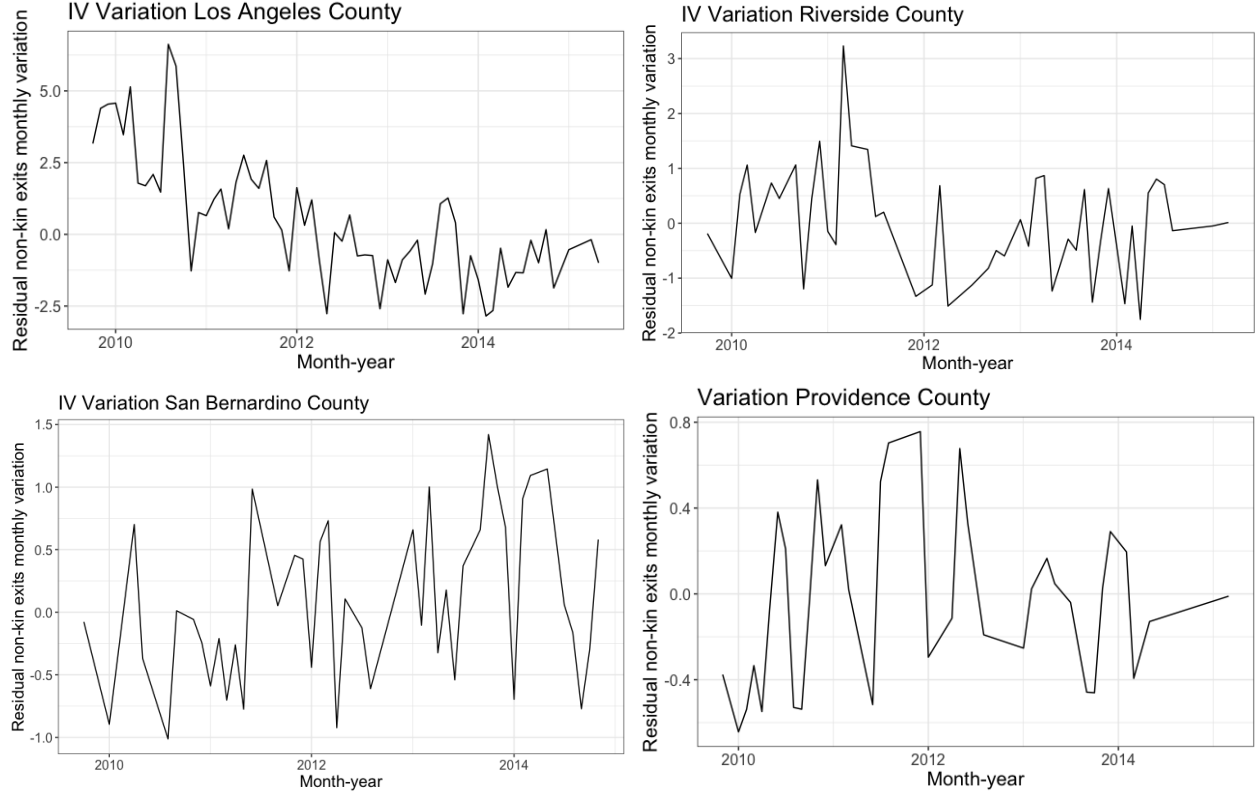 IV Variation Los Angeles County
Residual non-kin exits monthly variation
5.0
2.5
0.0
-2.5
2010
2012
2014
Month-year
IV Variation Riverside County
Residual non-kin exits monthly variation
3
2
1
0
-1
-2
2010
2012
2014
Month-year
IV Variation San Bernardino County
Residual non-kin exits monthly variation
1.5
1.0
0.5
0.0
-0.5
-1.0
2010
2012
2014
Month-year
Variation Providence County
Residual non-kin exits monthly variation
0.8
0.4
0.0
-0.4
2010
2012
2014
Month-year